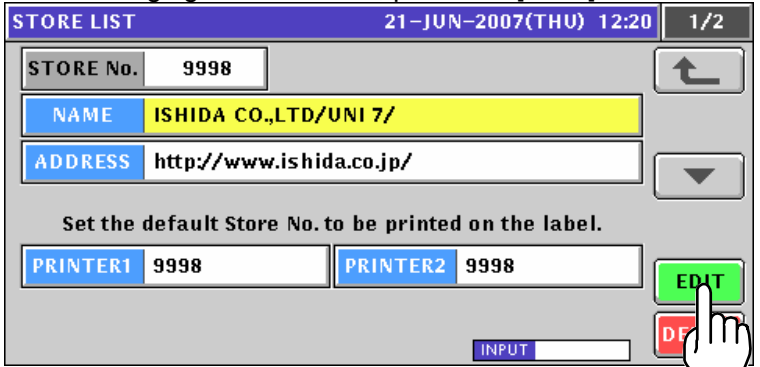 STORE LIST 21-JUN-2007(THU) 12:20 1/2
STORE No. 9998
NAME ISHIDA CO.,LTD/UNI 7/
ADDRESS http://www.ishida.co.jp/
Set the default Store No. to be printed on the label.
PRINTER1 9998 PRINTER2 9998
EDIT
INPUT